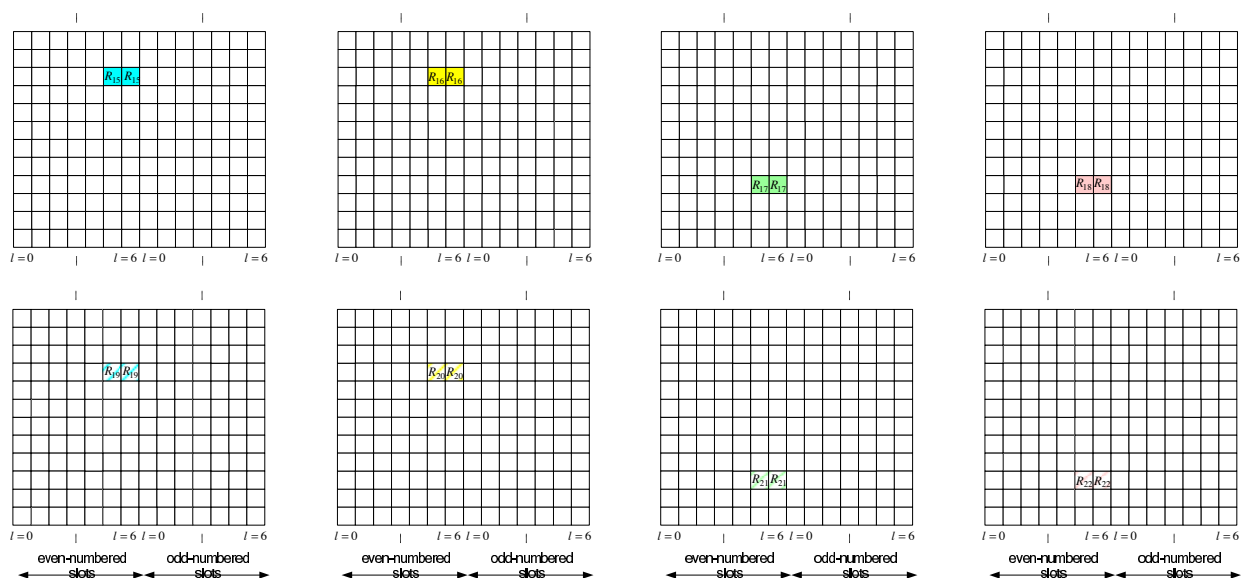 R15 R15 R16 R16
R17 R17 R18 R18
l = 0 l = 6 l = 0 l = 6 l = 0 l = 6 l = 0 l = 6 l = 0 l = 6 l = 0 l = 6 l = 0 l = 6 l = 0 l = 6
R19 R19 R20 R20
R21 R21 R22 R22
l = 0 l = 6 l = 0 l = 6 l = 0 l = 6 l = 0 l = 6 l = 0 l = 6 l = 0 l = 6 l = 0 l = 6 l = 0 l = 6
even-numbered odd-numbered even-numbered odd-numbered even-numbered odd-numbered even-numbered odd-numbered
slots slots slots slots slots slots slots slots